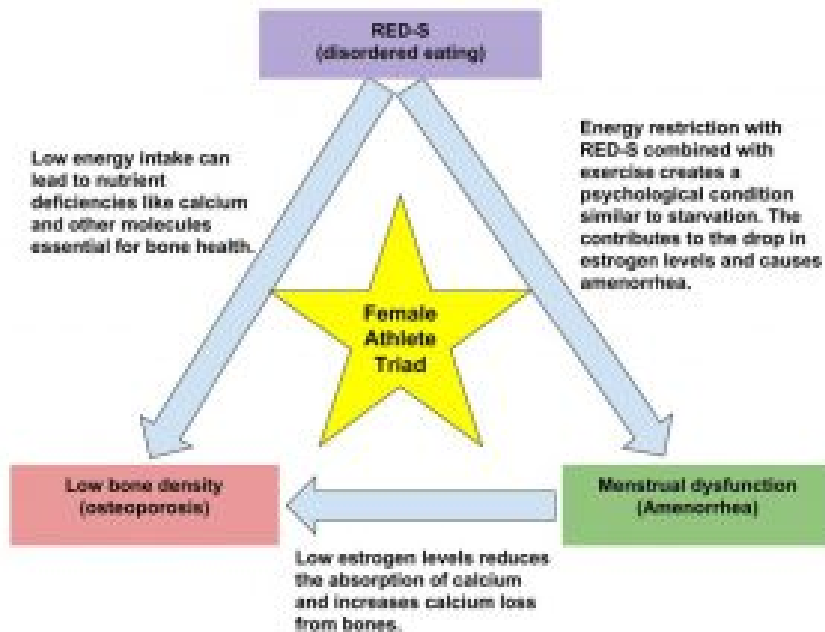 RED-S
(disordered eating)
Low energy intake can
lead to nutrient
deficiencies like calcium
and other molecules
essential for bone health.
Energy restriction with
RED-S combined with
exercise creates a
psychological condition
similar to starvation. The
contributes to the drop in
estrogen levels and causes
amenorrhea.
Female
Athlete
Triad
Low bone density
(osteoporosis)
Menstrual dysfunction
(Amenorrhea)
Low estrogen levels reduces
the absorption of calcium
and increases calcium loss
from bones.